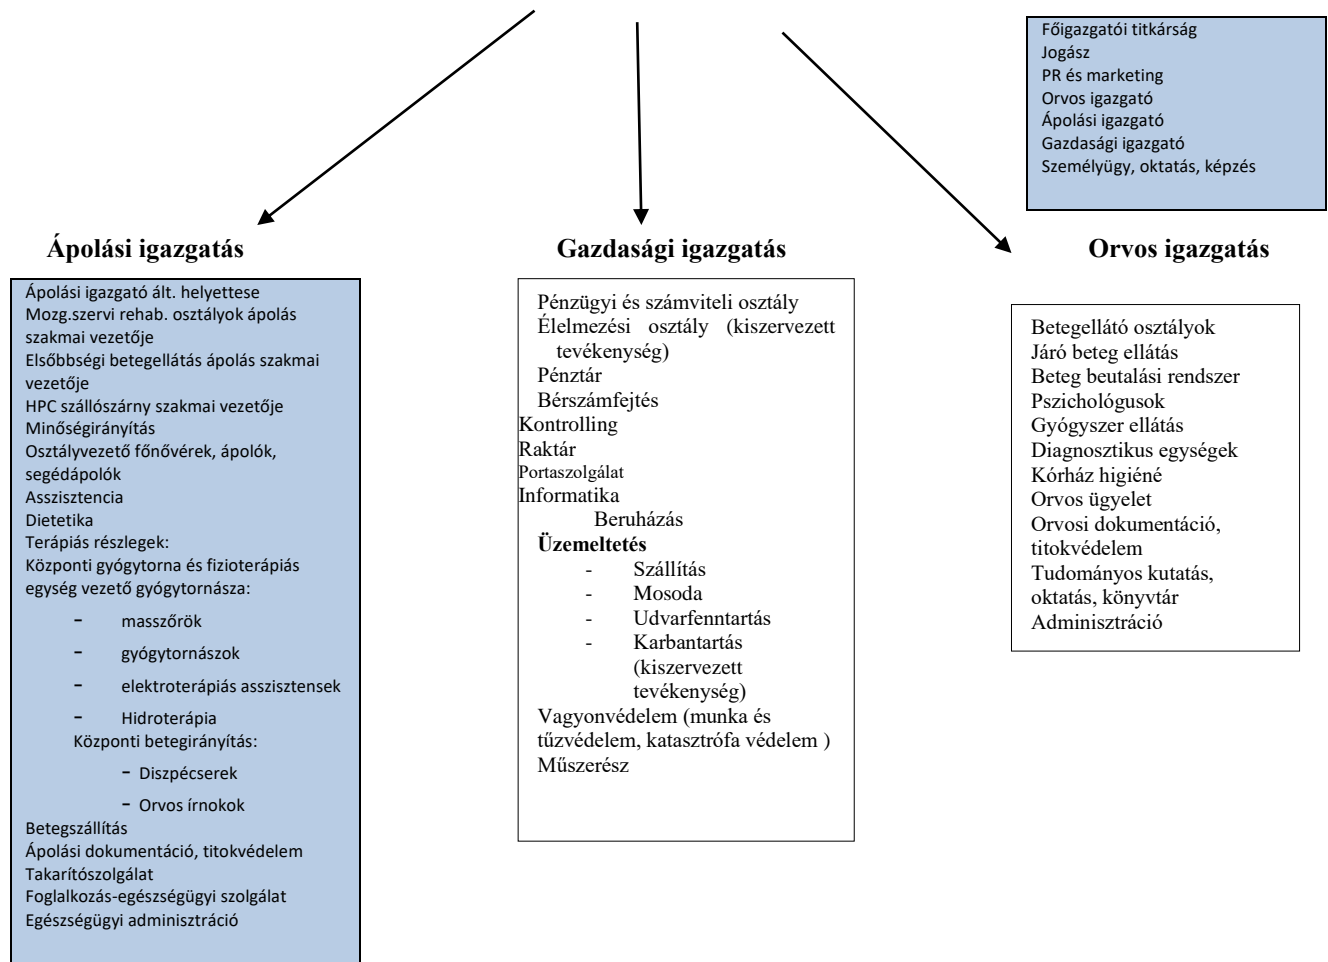 Főigazgatói titkárság
Jogász
PR és marketing
Orvos igazgató
Ápolási igazgató
Gazdasági igazgató
Személyügy, oktatás, képzés
Ápolási igazgatás
Ápolási igazgató ált. helyettese
Mozg.szervi rehab. osztályok ápolás
szakmai vezetője
Elsőbbségi betegellátás ápolás szakmai
vezetője
HPC szállószárny szakmai vezetője
Minőségirányítás
Osztályvezető főnővérek, ápolók,
segédápolók
Asszisztencia
Dietetika
Terápiás részlegek:
Központi gyógytorna és fizioterápiás
egység vezető gyógytornásza:
- masszőrök
- gyógytornászok
- elektroterápiás asszisztensek
- Hidroterápia
Központi betegirányítás:
- Diszpécserek
- Orvos írnokok
Betegszállítás
Ápolási dokumentáció, titokvédelem
Takarítószolgálat
Foglalkozás-egészségügyi szolgálat
Egészségügyi adminisztráció
Gazdasági igazgatás
Pénzügyi és számviteli osztály
Élelmezési osztály (kiszervezett
tevékenység)
Pénztár
Bérszámfejtés
Kontrolling
Raktár
Portaszolgálat
Informatika
Beruházás
Üzemeltetés
- Szállítás
- Mosoda
- Udvarfenntartás
- Karbantartás
(kiszervezett
tevékenység)
Vagyonvédelem (munka és
tűzvédelem, katasztrófa védelem )
Műszerész
Orvos igazgatás
Betegellátó osztályok
Járó beteg ellátás
Beteg beutalási rendszer
Pszichológusok
Gyógyszer ellátás
Diagnosztikus egységek
Kórház higiéné
Orvos ügyelet
Orvosi dokumentáció,
titokvédelem
Tudományos kutatás,
oktatás, könyvtár
Adminisztráció